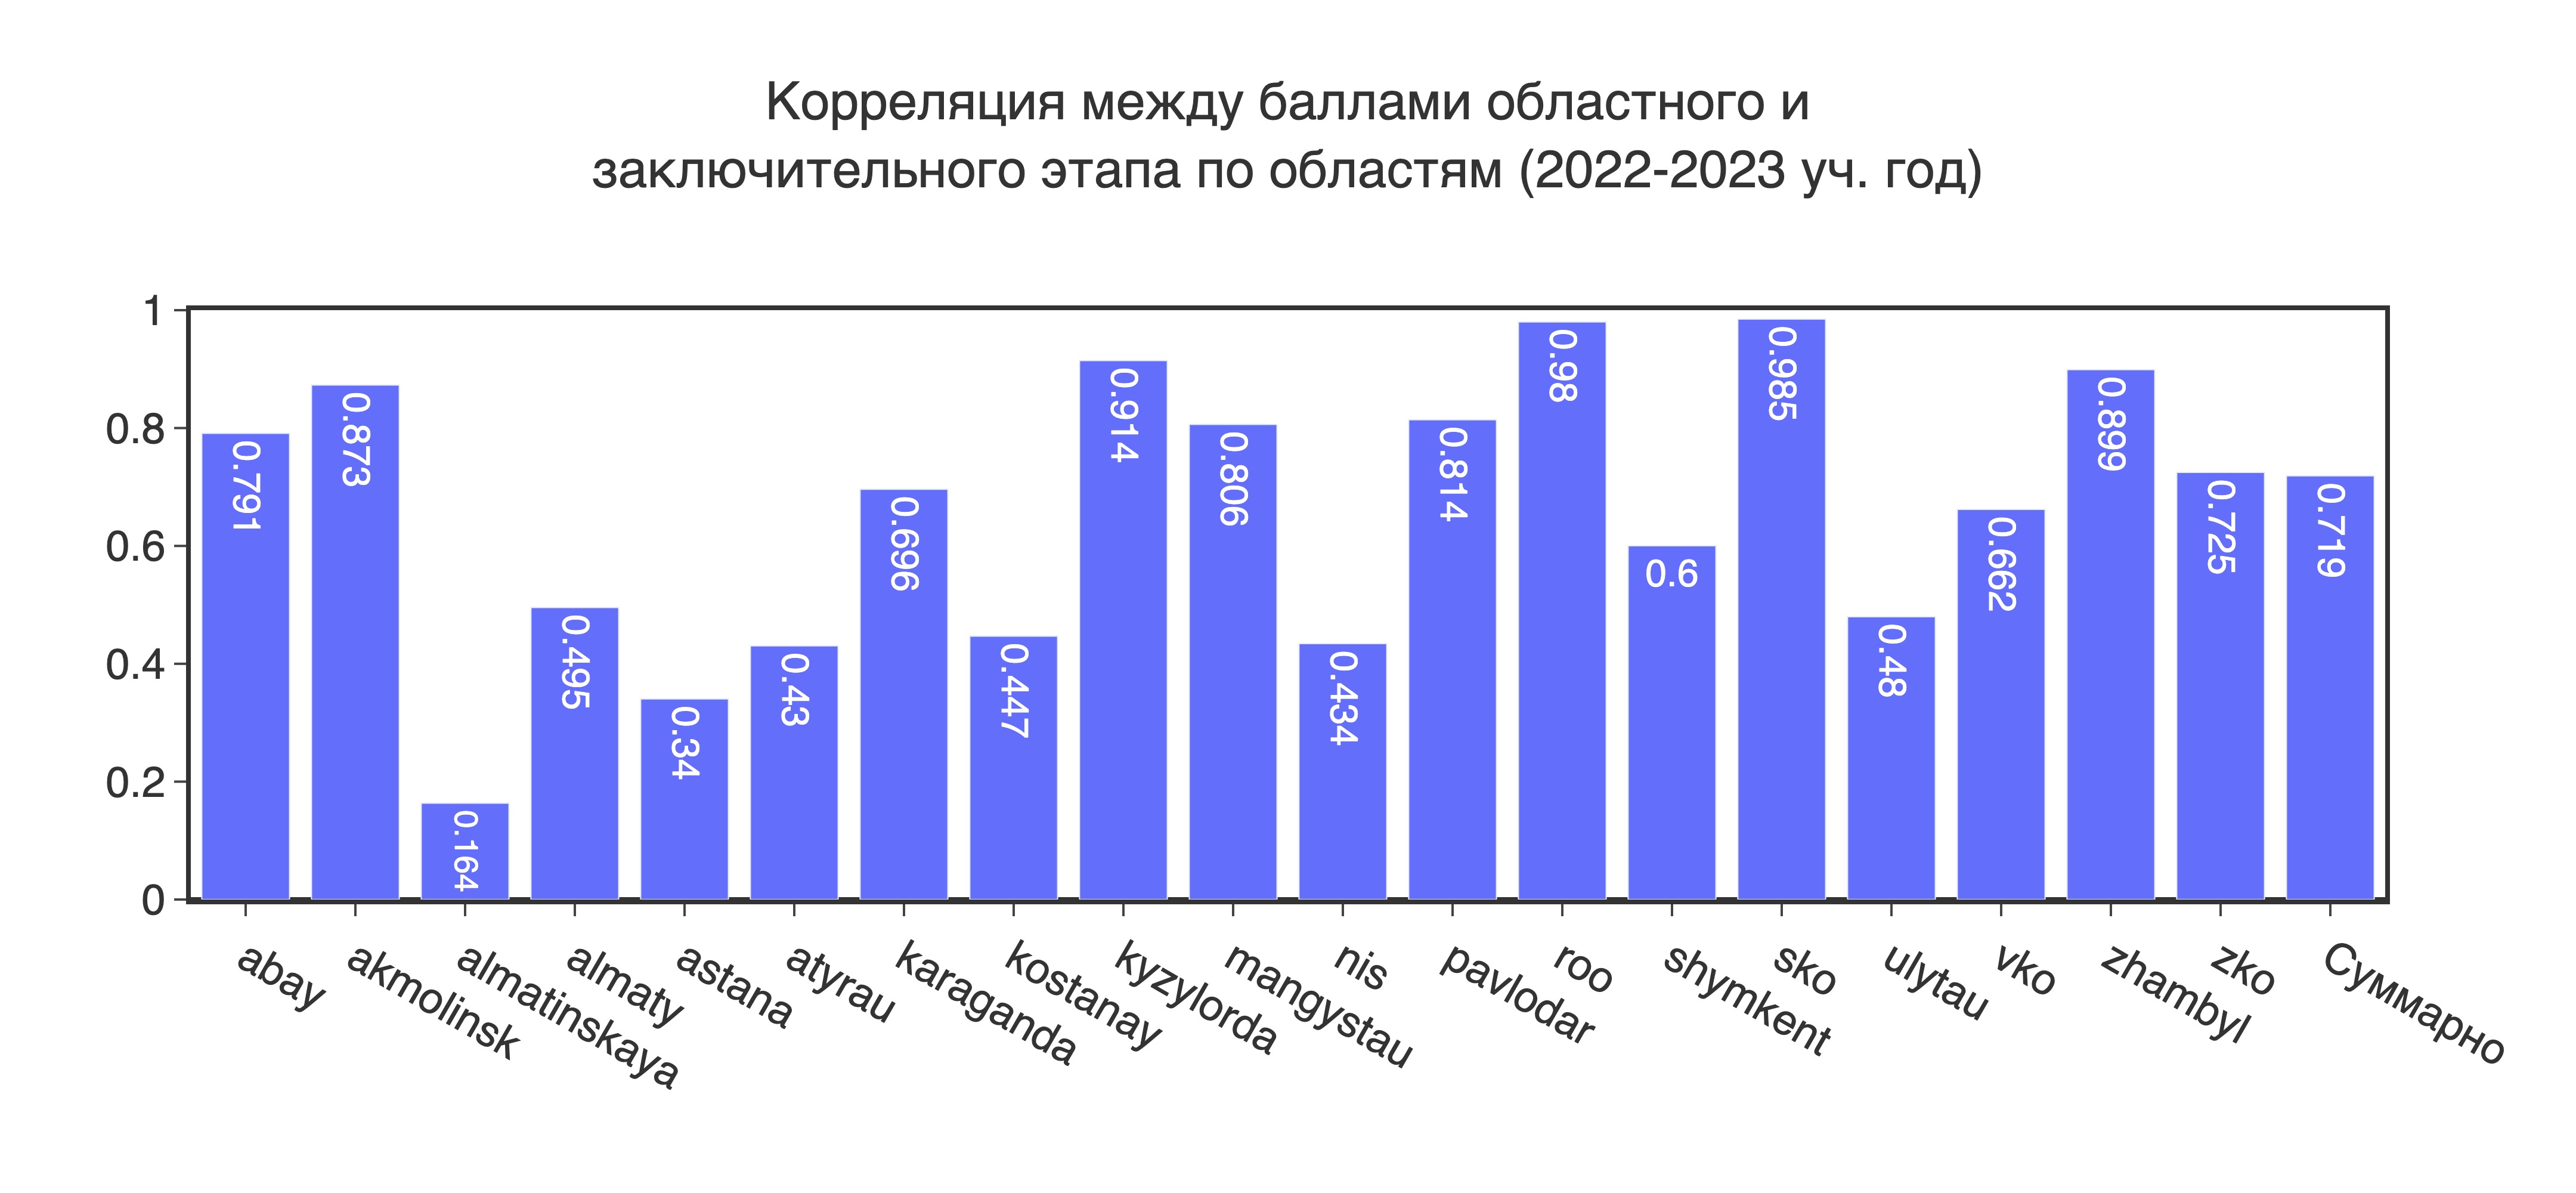 Корреляция между баллами областного и
заключительного этапа по областям (2022-2023 уч. год)
1
0.8
0.6
0.4
0.2
0
0.791
0.873
0.164
0.495
0.34
0.43
0.696
0.447
0.914
0.806
0.434
0.814
0.98
0.6
0.985
0.48
0.662
0.899
0.725
0.719
abay
akmolinsk
almatinskaya
almaty
astana
atyrau
karaganda
kostanay
kyzylorda
mangystau
nis
pavlodar
roo
shymkent
sko
ulytau
vko
zhambyl
zko
Суммарно